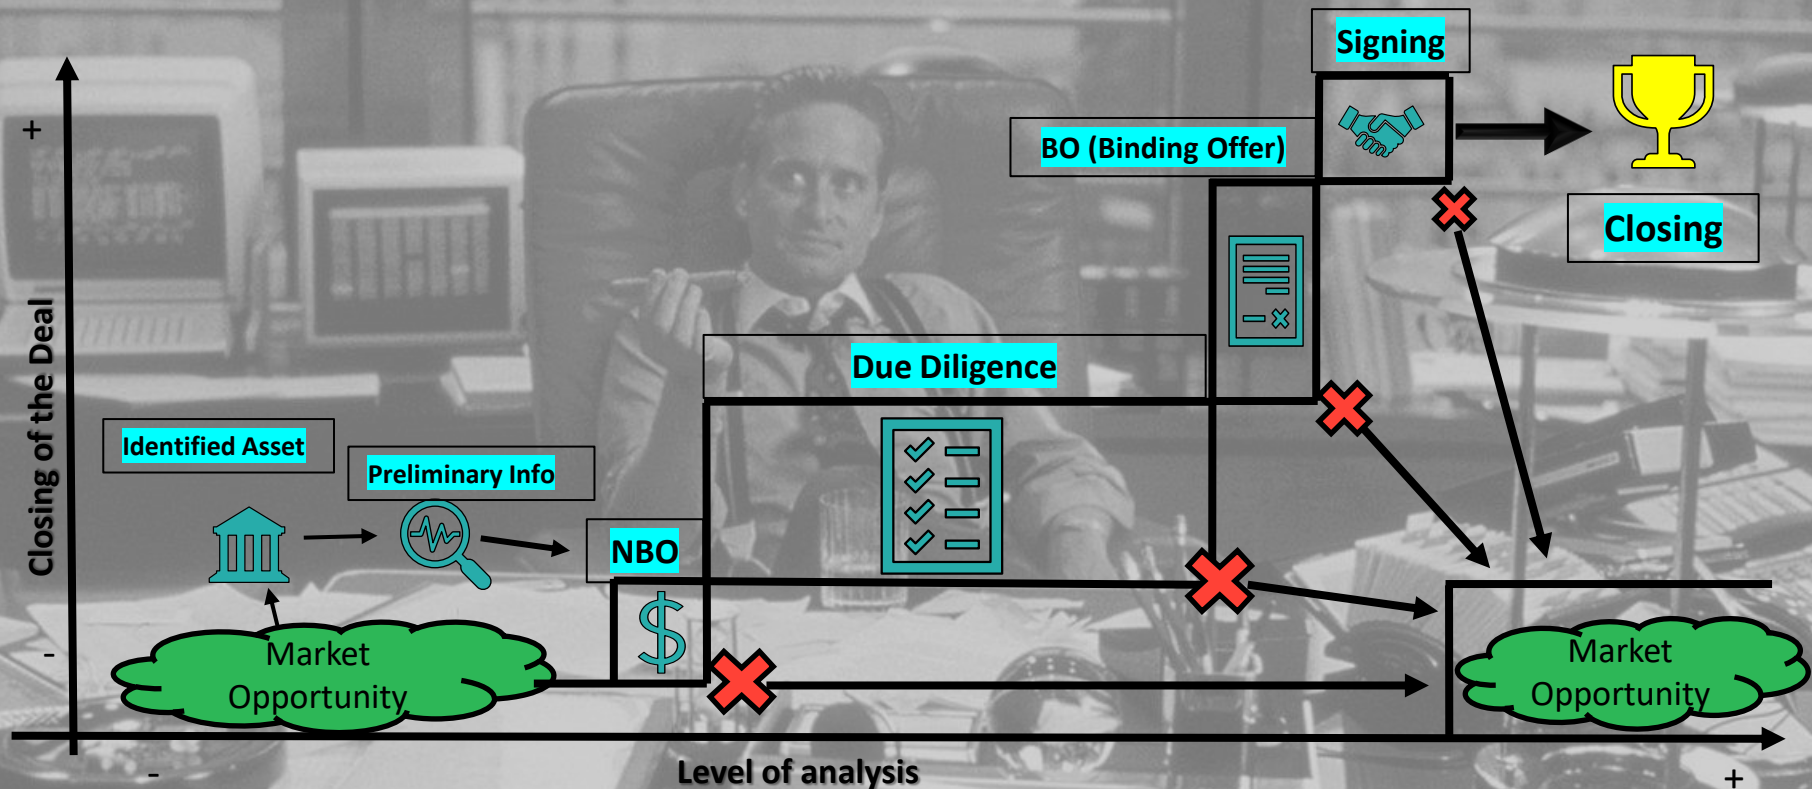 Signing
+
BO (Binding Offer)
Closing
Due Diligence
Closing of the Deal
Identified Asset
Preliminary Info
NBO
$
-
Market
Opportunity
Market
Opportunity
-
Level of analysis
+